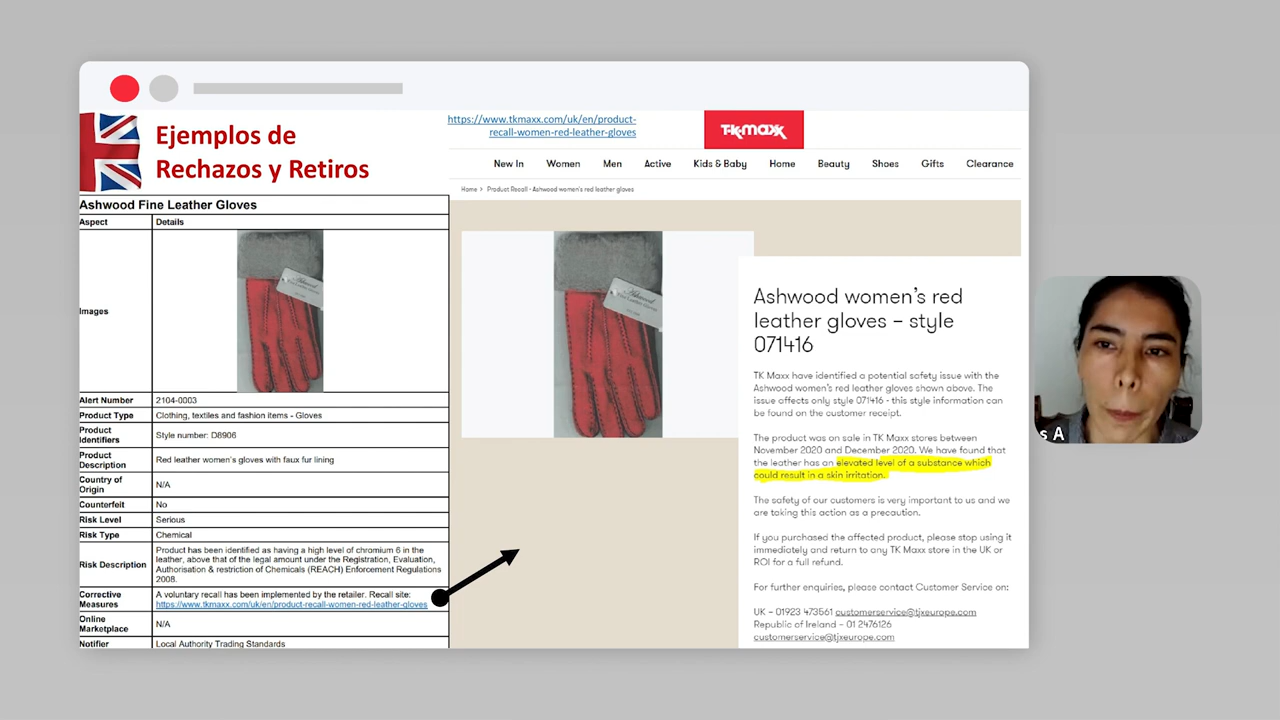 Ejemplos de
Rechazos y Retiros
https://www.tkmaxx.com/uk/en/product-
recall-women-red-leather-gloves
TK-maxx
New In Women Men Active Kids & Baby Home Beauty Shoes Gifts Clearance
Home > Product Recall - Ashwood women's red leather gloves
Ashwood Fine Leather Gloves
Aspect Details
Images
Ashwood
Alert Number 2104-0003
Product Type Clothing, textiles and fashion items - Gloves
Product
Identifiers
Style number: D8906
Product
Description
Red leather women's gloves with faux fur lining
Country of
Origin
N/A
Counterfeit No
Risk Level Serious
Risk Type Chemical
Risk Description
Product has been identified as having a high level of chromium 6 in the
leather, above that of the legal amount under the Registration, Evaluation,
Authorisation & restriction of Chemicals (REACH) Enforcement Regulations
2008.
Corrective
Measures
A voluntary recall has been implemented by the retailer. Recall site:
https://www.tkmaxx.com/uk/en/product-recall-women-red-leather-gloves
Online
Marketplace
N/A
Notifier Local Authority Trading Standards
Ashwood
Ashwood women's red
leather gloves – style
071416
TK Maxx have identified a potential safety issue with the
Ashwood women's red leather gloves shown above. The
issue affects only style 071416 - this style information can
be found on the customer receipt.
The product was on sale in TK Maxx stores between
November 2020 and December 2020. We have found that
the leather has an elevated level of a substance which
could result in a skin irritation.
The safety of our customers is very important to us and we
are taking this action as a precaution.
If you purchased the affected product, please stop using it
immediately and return to any TK Maxx store in the UK or
ROI for a full refund.
For further enquiries, please contact Customer Service on:
UK – 01923 473561 customerservice@tjxeurope.com
Republic of Ireland – 01 2476126
customerservice@tjxeurope.com
s A